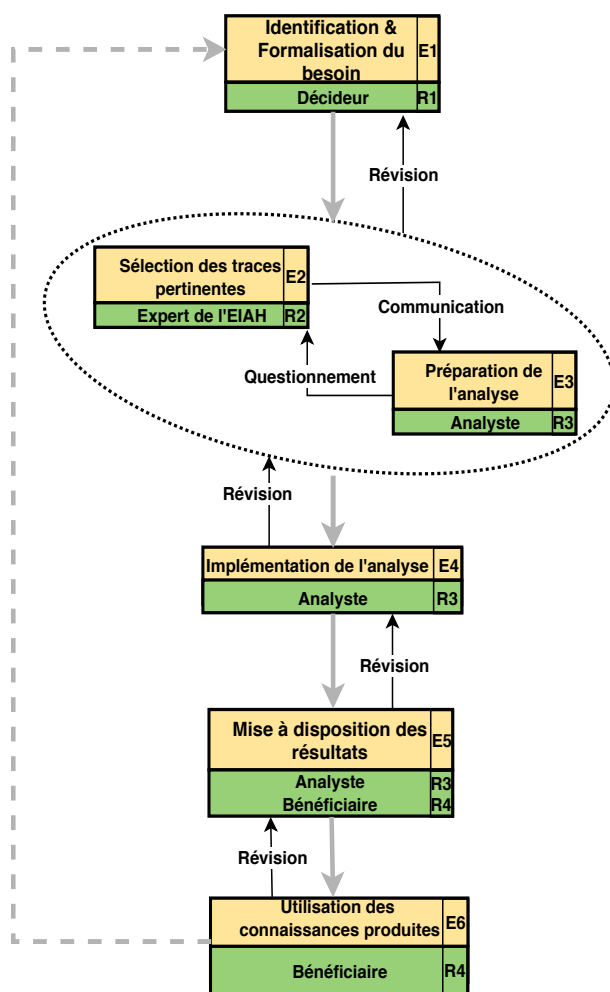 Identification &
Formalisation du
besoin
E1
Décideur
R1
Révision
Sélection des traces
pertinentes
E2
Expert de l'EIAH
R2
Communication
Questionnement
Préparation de
l'analyse
E3
Analyste
R3
Révision
Implémentation de l'analyse
E4
Analyste
R3
Révision
Mise à disposition des
résultats
E5
Analyste
R3
Bénéficiaire
R4
Révision
Utilisation des
connaissances produites
E6
Bénéficiaire
R4